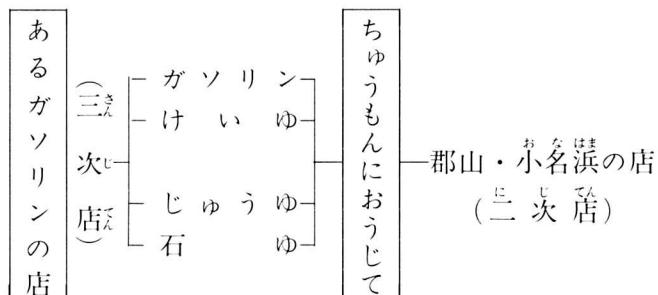 あるガソリンの店
（三次店）
ガソリン
けいゆ
じゅうゆ
石ゆ
ちゅうもんにおうじて
郡山・小名浜の店
（二次店）